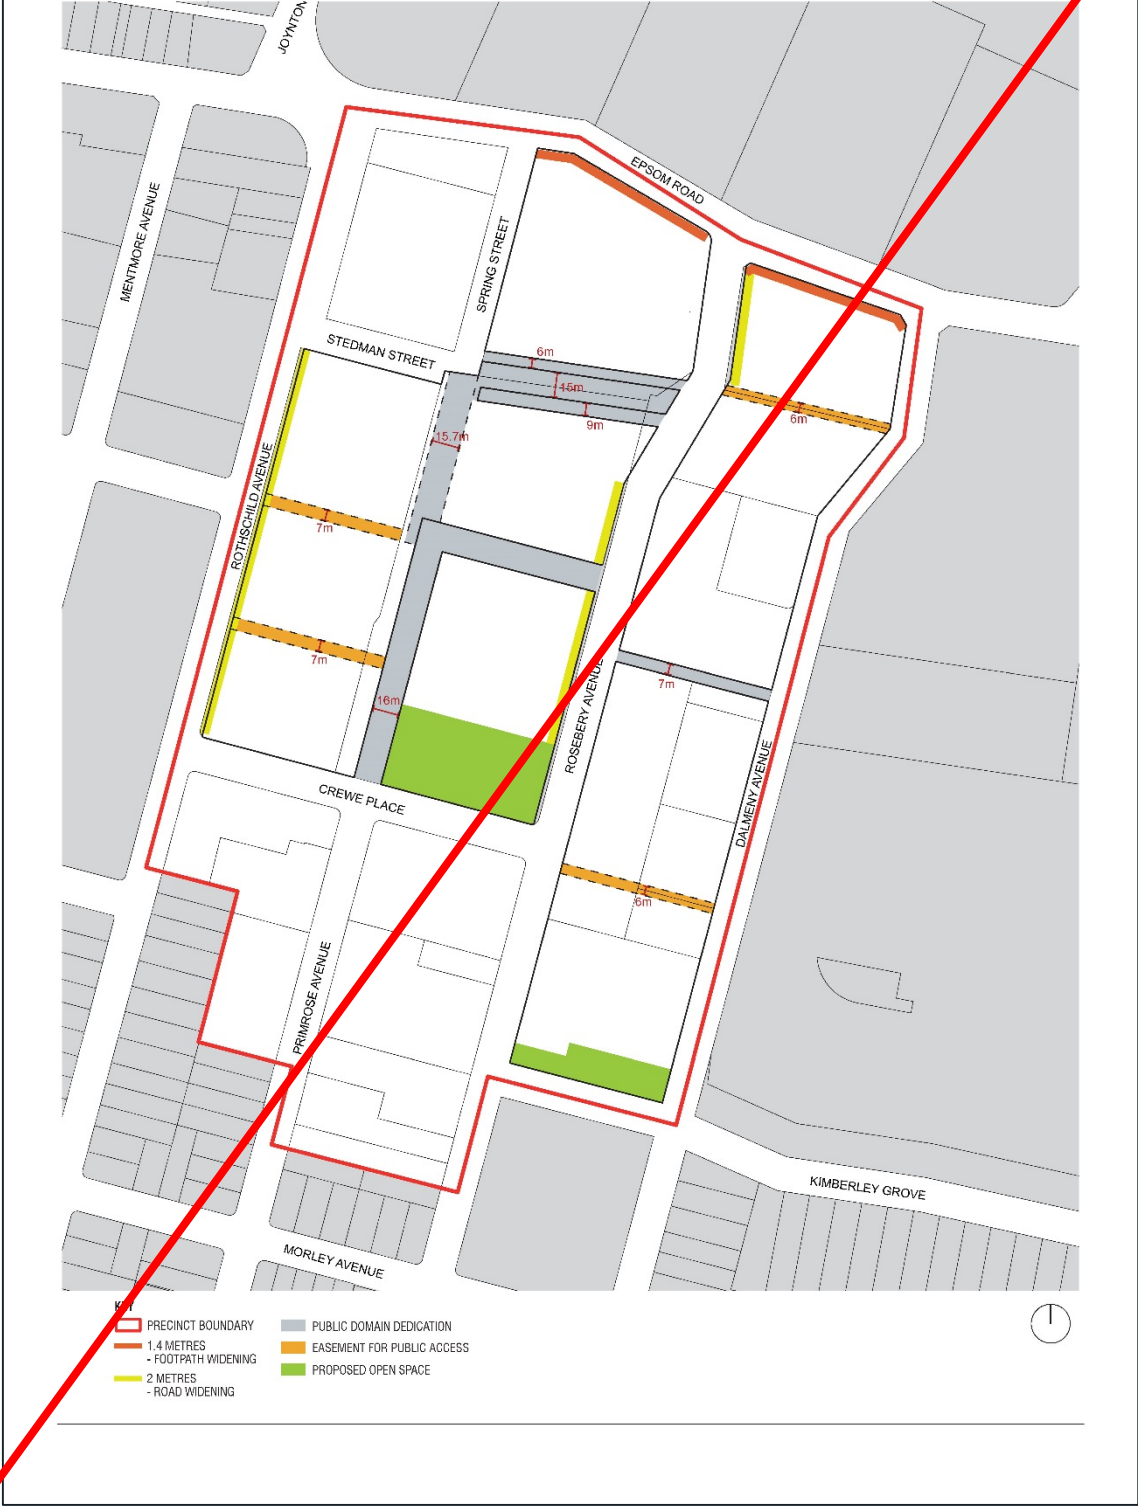 JOYNTON
EPSOM ROAD
MENTMORE AVENUE
SPRING STREET
STEDMAN STREET
6m
15m
9m
6m
15.7m
ROTHSCHILD AVENUE
7m
7m
7m
16m
ROSEBERY AVENUE
CREWE PLACE
DALMENY AVENUE
6m
PRIMROSE AVENUE
KIMBERLEY GROVE
MORLEY AVENUE
KEY
PRECINCT BOUNDARY
1.4 METRES
- FOOTPATH WIDENING
2 METRES
- ROAD WIDENING
PUBLIC DOMAIN DEDICATION
EASEMENT FOR PUBLIC ACCESS
PROPOSED OPEN SPACE